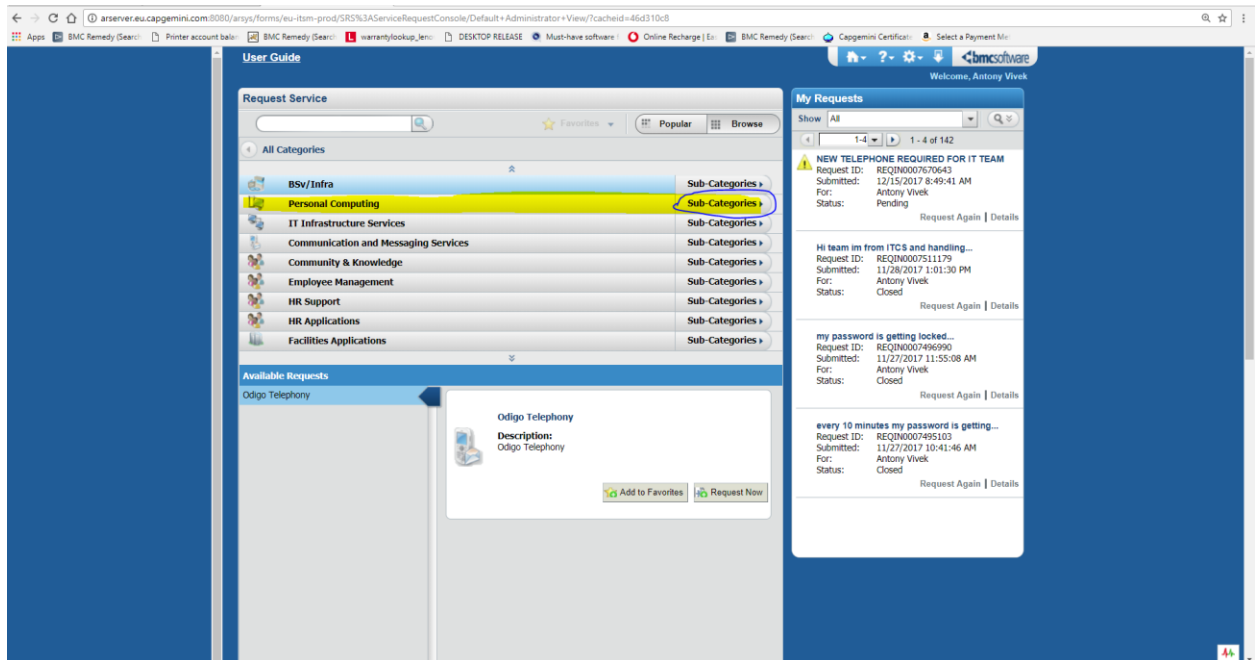 arserver.eu.capgemini.com:8080/arsys/forms/eu-itsm-prod/SRS%3AServiceRequestConsole/Default+Administrator+View/?cacheid=46d310c8
Apps BMC Remedy (Search Printer account bala BMC Remedy (Search warrantylookup_leno DESKTOP RELEASE Must-have software Online Recharge | Ea BMC Remedy (Search Capgemini Certificat Select a Payment Me
User Guide
bmcsoftware
Welcome, Antony Vivek
Request Service
Favorites Popular Browse
All Categories
BSv/Infra Sub-Categories
Personal Computing Sub-Categories
IT Infrastructure Services Sub-Categories
Communication and Messaging Services Sub-Categories
Community & Knowledge Sub-Categories
Employee Management Sub-Categories
HR Support Sub-Categories
HR Applications Sub-Categories
Facilities Applications Sub-Categories
Available Requests
Odigo Telephony
Odigo Telephony
Description:
Odigo Telephony
Add to Favorites Request Now
My Requests
Show All
1-4 1 - 4 of 142
NEW TELEPHONE REQUIRED FOR IT TEAM
Request ID: REQIN0007670643
Submitted: 12/15/2017 8:49:41 AM
For: Antony Vivek
Status: Pending
Request Again | Details
Hi team im from ITCS and handling...
Request ID: REQIN0007511179
Submitted: 11/28/2017 1:01:30 PM
For: Antony Vivek
Status: Closed
Request Again | Details
my password is getting locked...
Request ID: REQIN0007496990
Submitted: 11/27/2017 11:55:08 AM
For: Antony Vivek
Status: Closed
Request Again | Details
every 10 minutes my password is getting...
Request ID: REQIN0007495103
Submitted: 11/27/2017 10:41:46 AM
For: Antony Vivek
Status: Closed
Request Again | Details